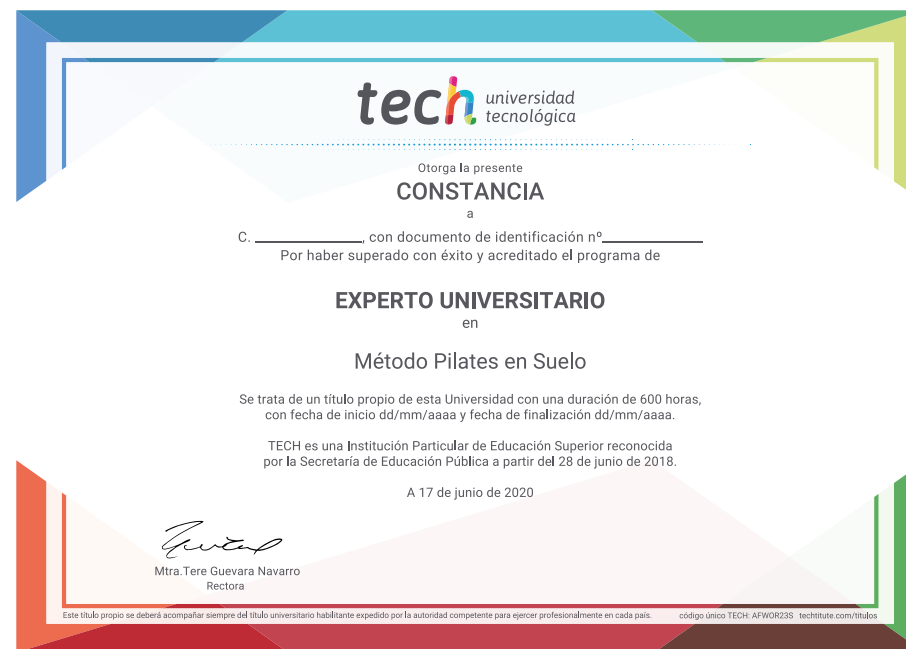 tech universidad
tecnológica
Otorga la presente
CONSTANCIA
a
C. ____________, con documento de identificación nº____________
Por haber superado con éxito y acreditado el programa de
EXPERTO UNIVERSITARIO
en
Método Pilates en Suelo
Se trata de un título propio de esta Universidad con una duración de 600 horas,
con fecha de inicio dd/mm/aaaa y fecha de finalización dd/mm/aaaa.
TECH es una Institución Particular de Educación Superior reconocida
por la Secretaría de Educación Pública a partir del 28 de junio de 2018.
A 17 de junio de 2020
Mtra.Tere Guevara Navarro
Rectora
Este título propio se deberá acompañar siempre del título universitario habilitante expedido por la autoridad competente para ejercer profesionalmente en cada país. código único TECH: AFWOR23S techtitute.com/titulos